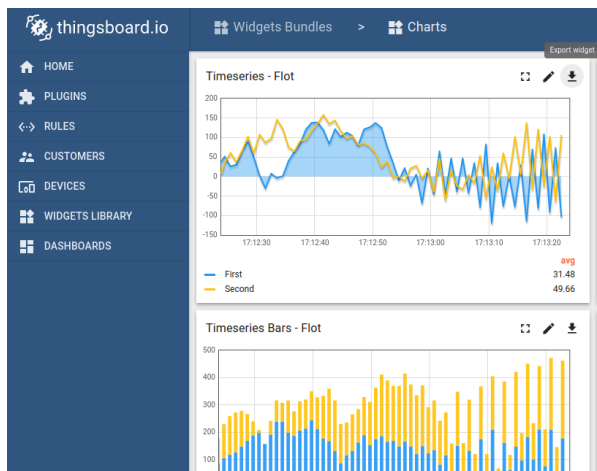 thingsboard.io
Widgets Bundles > Charts
Export widget
HOME
PLUGINS
RULES
CUSTOMERS
DEVICES
WIDGETS LIBRARY
DASHBOARDS
Timeseries - Flot
200
150
100
50
0
-50
-100
-150
17:12:30 17:12:40 17:12:50 17:13:00 17:13:10 17:13:20
avg
First 31.48
Second 49.66
Timeseries Bars - Flot
500
400
300
200
100